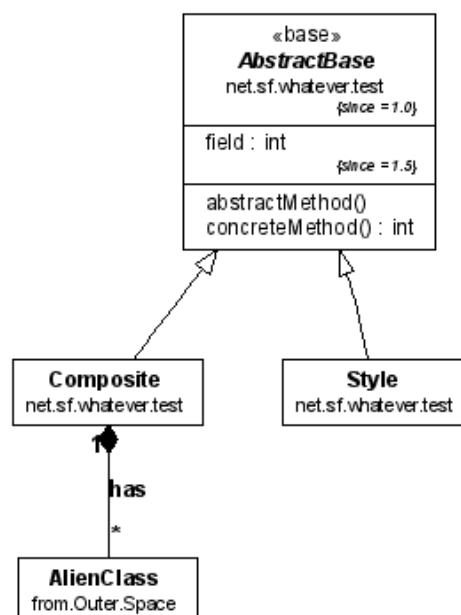 «base»
AbstractBase
net.sf.whatever.test
{since = 1.0}
field : int
{since = 1.5}
abstractMethod()
concreteMethod() : int
Composite
net.sf.whatever.test
Style
net.sf.whatever.test
1
has
*
AlienClass
from.Outer.Space